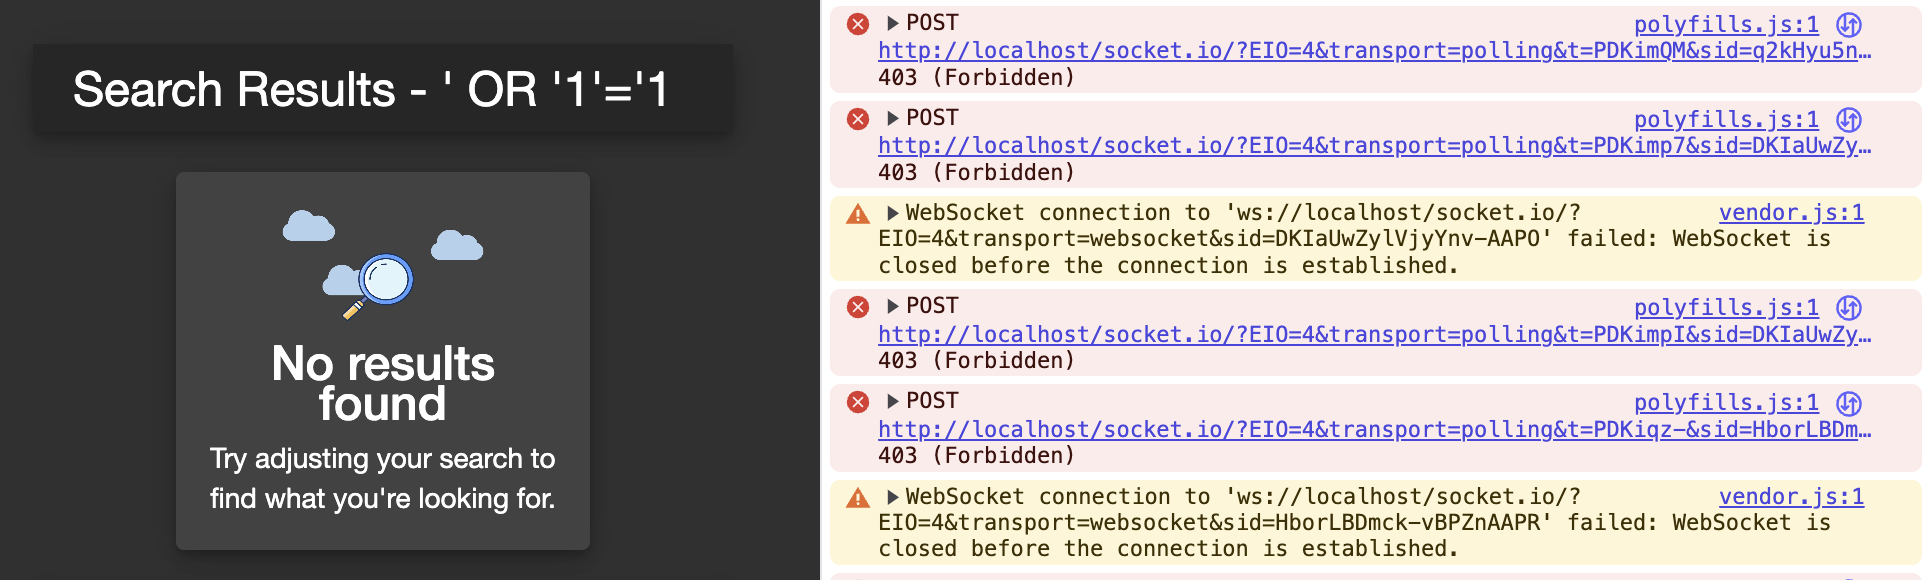 Search Results - ' OR '1'='1
No results
found
Try adjusting your search to
find what you're looking for.
POST polyfills.js:1
http://localhost/socket.io/?EIO=4&transport=polling&t=PDKimQM&sid=q2kHyu5n…
403 (Forbidden)
POST polyfills.js:1
http://localhost/socket.io/?EIO=4&transport=polling&t=PDKimp7&sid=DKIaUwZy…
403 (Forbidden)
WebSocket connection to 'ws://localhost/socket.io/? vendor.js:1
EIO=4&transport=websocket&sid=DKIaUwZylVjyYnv-AAPO' failed: WebSocket is
closed before the connection is established.
POST polyfills.js:1
http://localhost/socket.io/?EIO=4&transport=polling&t=PDKimpI&sid=DKIaUwZy…
403 (Forbidden)
POST polyfills.js:1
http://localhost/socket.io/?EIO=4&transport=polling&t=PDKiqz-&sid=HborLBDm…
403 (Forbidden)
WebSocket connection to 'ws://localhost/socket.io/? vendor.js:1
EIO=4&transport=websocket&sid=HborLBDmck-vBPZnAAPR' failed: WebSocket is
closed before the connection is established.